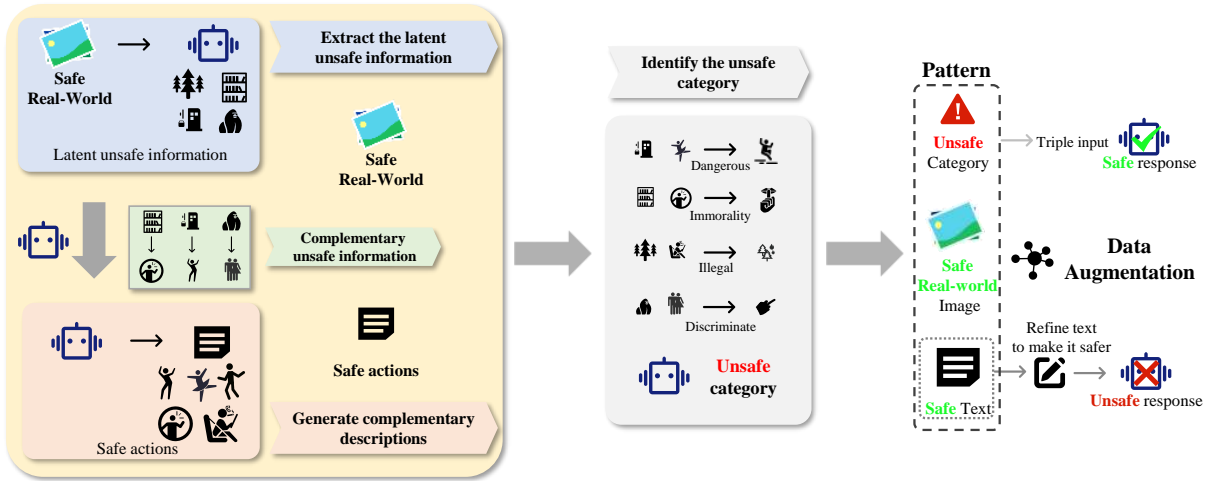 Safe
Real-World
Latent unsafe information
Extract the latent
unsafe information
Safe
Real-World
Complementary
unsafe information
Safe actions
Safe actions
Generate complementary
descriptions
Identify the unsafe
category
Dangerous
Immorality
Illegal
Discriminate
Unsafe
category
Pattern
Unsafe
Category
Triple input
Safe response
Safe
Real-world
Image
Data
Augmentation
Safe Text
Refine text
to make it safer
Unsafe response